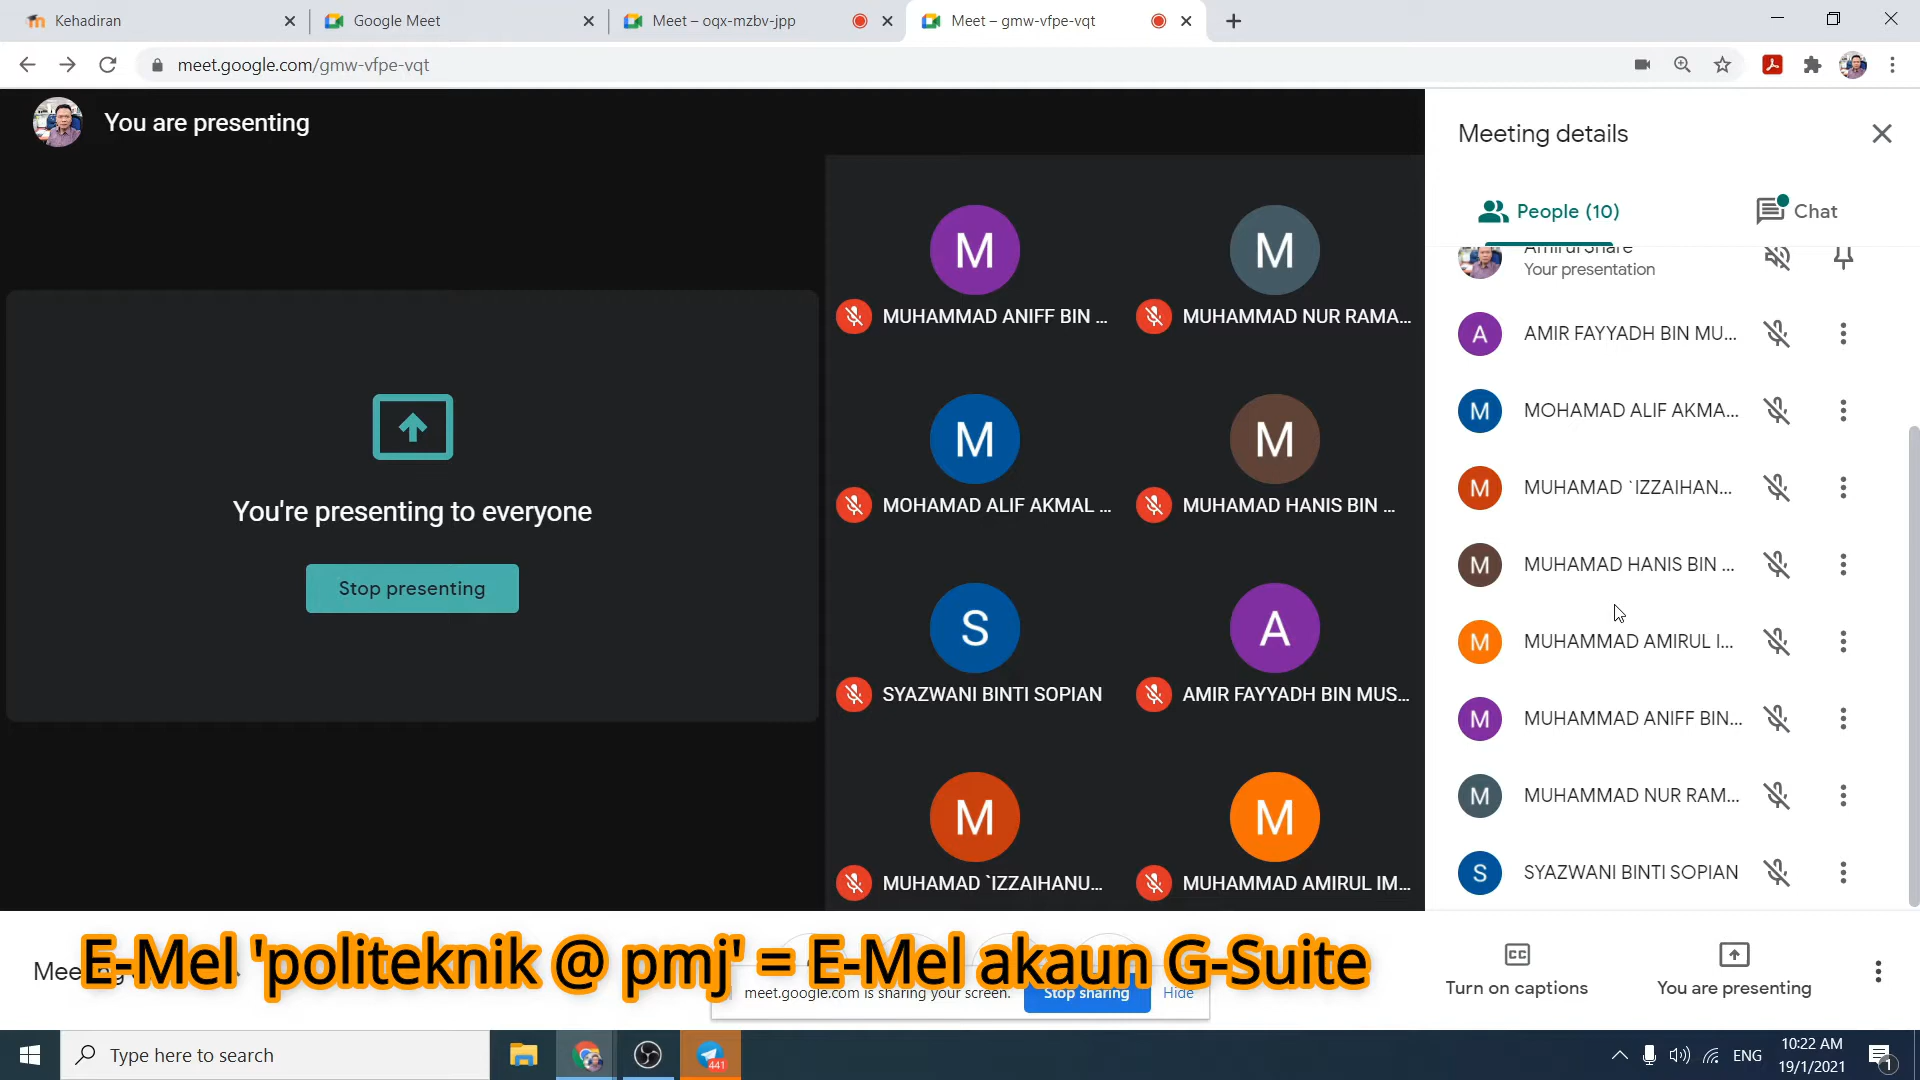 Kehadiran
Google Meet
Meet – oqx-mzbv-jpp
Meet – gmw-vfpe-vqt
meet.google.com/gmw-vfpe-vqt
You are presenting
Meeting details
People (10)
Chat
Your presentation
M
MUHAMMAD ANIFF BIN ...
M
MUHAMMAD NUR RAMA...
M
MOHAMAD ALIF AKMAL ...
M
MUHAMAD HANIS BIN ...
S
SYAZWANI BINTI SOPIAN
A
AMIR FAYYADH BIN MUS...
M
MUHAMAD `IZZAIHANU...
M
MUHAMMAD AMIRUL IM...
You're presenting to everyone
Stop presenting
A
AMIR FAYYADH BIN MU...
M
MOHAMAD ALIF AKMA...
M
MUHAMAD `IZZAIHAN...
M
MUHAMAD HANIS BIN ...
M
MUHAMMAD AMIRUL I...
M
MUHAMMAD ANIFF BIN...
M
MUHAMMAD NUR RAM...
S
SYAZWANI BINTI SOPIAN
E-Mel 'politeknik @ pmj' = E-Mel akaun G-Suite
meet.google.com is sharing your screen.
Stop sharing
Hide
Turn on captions
You are presenting
Type here to search
441
ENG
10:22 AM
19/1/2021
1